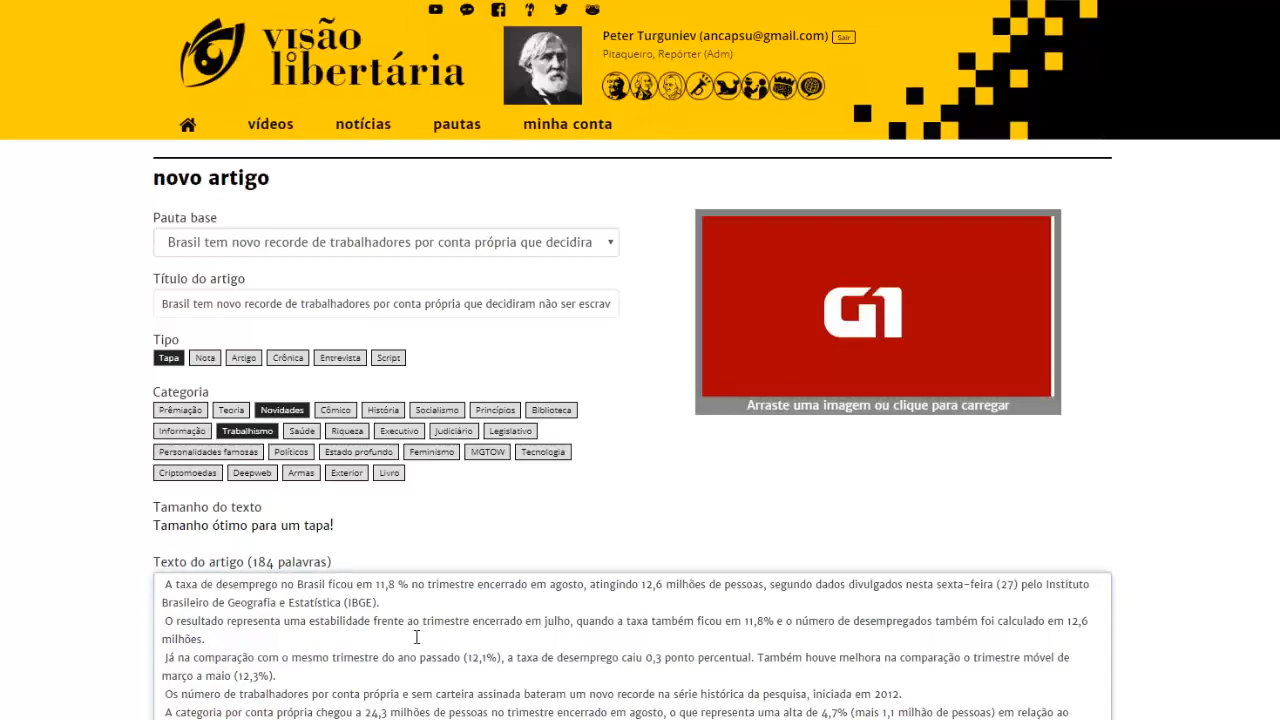 visão
libertária
Peter Turguniev (ancapsu@gmail.com) Sair
Pitaqueiro, Repórter (Adm)
vídeos notícias pautas minha conta
novo artigo
Pauta base
Brasil tem novo recorde de trabalhadores por conta própria que decidira
Título do artigo
Brasil tem novo recorde de trabalhadores por conta própria que decidiram não ser escrav
G1
Arraste uma imagem ou clique para carregar
Tipo
Tapa Nota Artigo Crônica Entrevista Script
Categoria
Prêmiação Teoria Novidades Cômico História Socialismo Princípios Biblioteca
Informação Trabalhismo Saúde Riqueza Executivo Judiciário Legislativo
Personalidades famosas Políticos Estado profundo Feminismo MGTOW Tecnologia
Criptomoedas Deepweb Armas Exterior Livro
Tamanho do texto
Tamanho ótimo para um tapa!
Texto do artigo (184 palavras)
A taxa de desemprego no Brasil ficou em 11,8 % no trimestre encerrado em agosto, atingindo 12,6 milhões de pessoas, segundo dados divulgados nesta sexta-feira (27) pelo Instituto
Brasileiro de Geografia e Estatística (IBGE).
O resultado representa uma estabilidade frente ao trimestre encerrado em julho, quando a taxa também ficou em 11,8% e o número de desempregados também foi calculado em 12,6
milhões.
Já na comparação com o mesmo trimestre do ano passado (12,1%), a taxa de desemprego caiu 0,3 ponto percentual. Também houve melhora na comparação o trimestre móvel de
março a maio (12,3%).
Os número de trabalhadores por conta própria e sem carteira assinada bateram um novo recorde na série histórica da pesquisa, iniciada em 2012.
A categoria por conta própria chegou a 24,3 milhões de pessoas no trimestre encerrado em agosto, o que representa uma alta de 4,7% (mais 1,1 milhão de pessoas) em relação ao